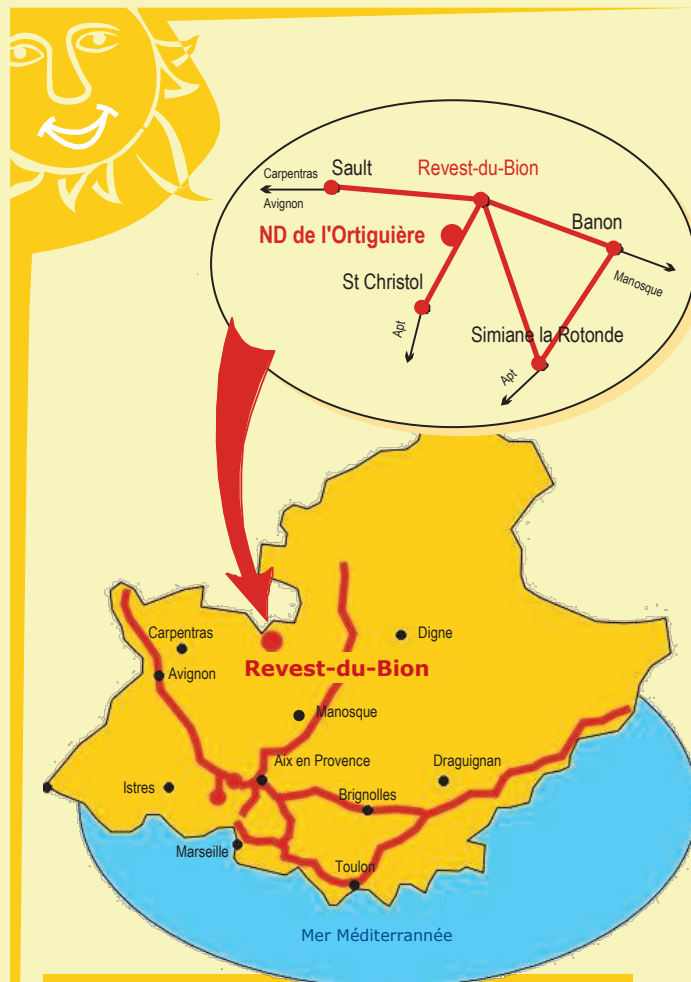 Carpentras
Sault
Avignon
Revest-du-Bion
Banon
ND de l'Ortiguière
Manosque
St Christol
Apt
Simiane la Rotonde
Apt
Carpentras
Digne
Avignon
Revest-du-Bion
Manosque
Aix en Provence
Draguignan
Istres
Brignolles
Marseille
Toulon
Mer Méditerrannée